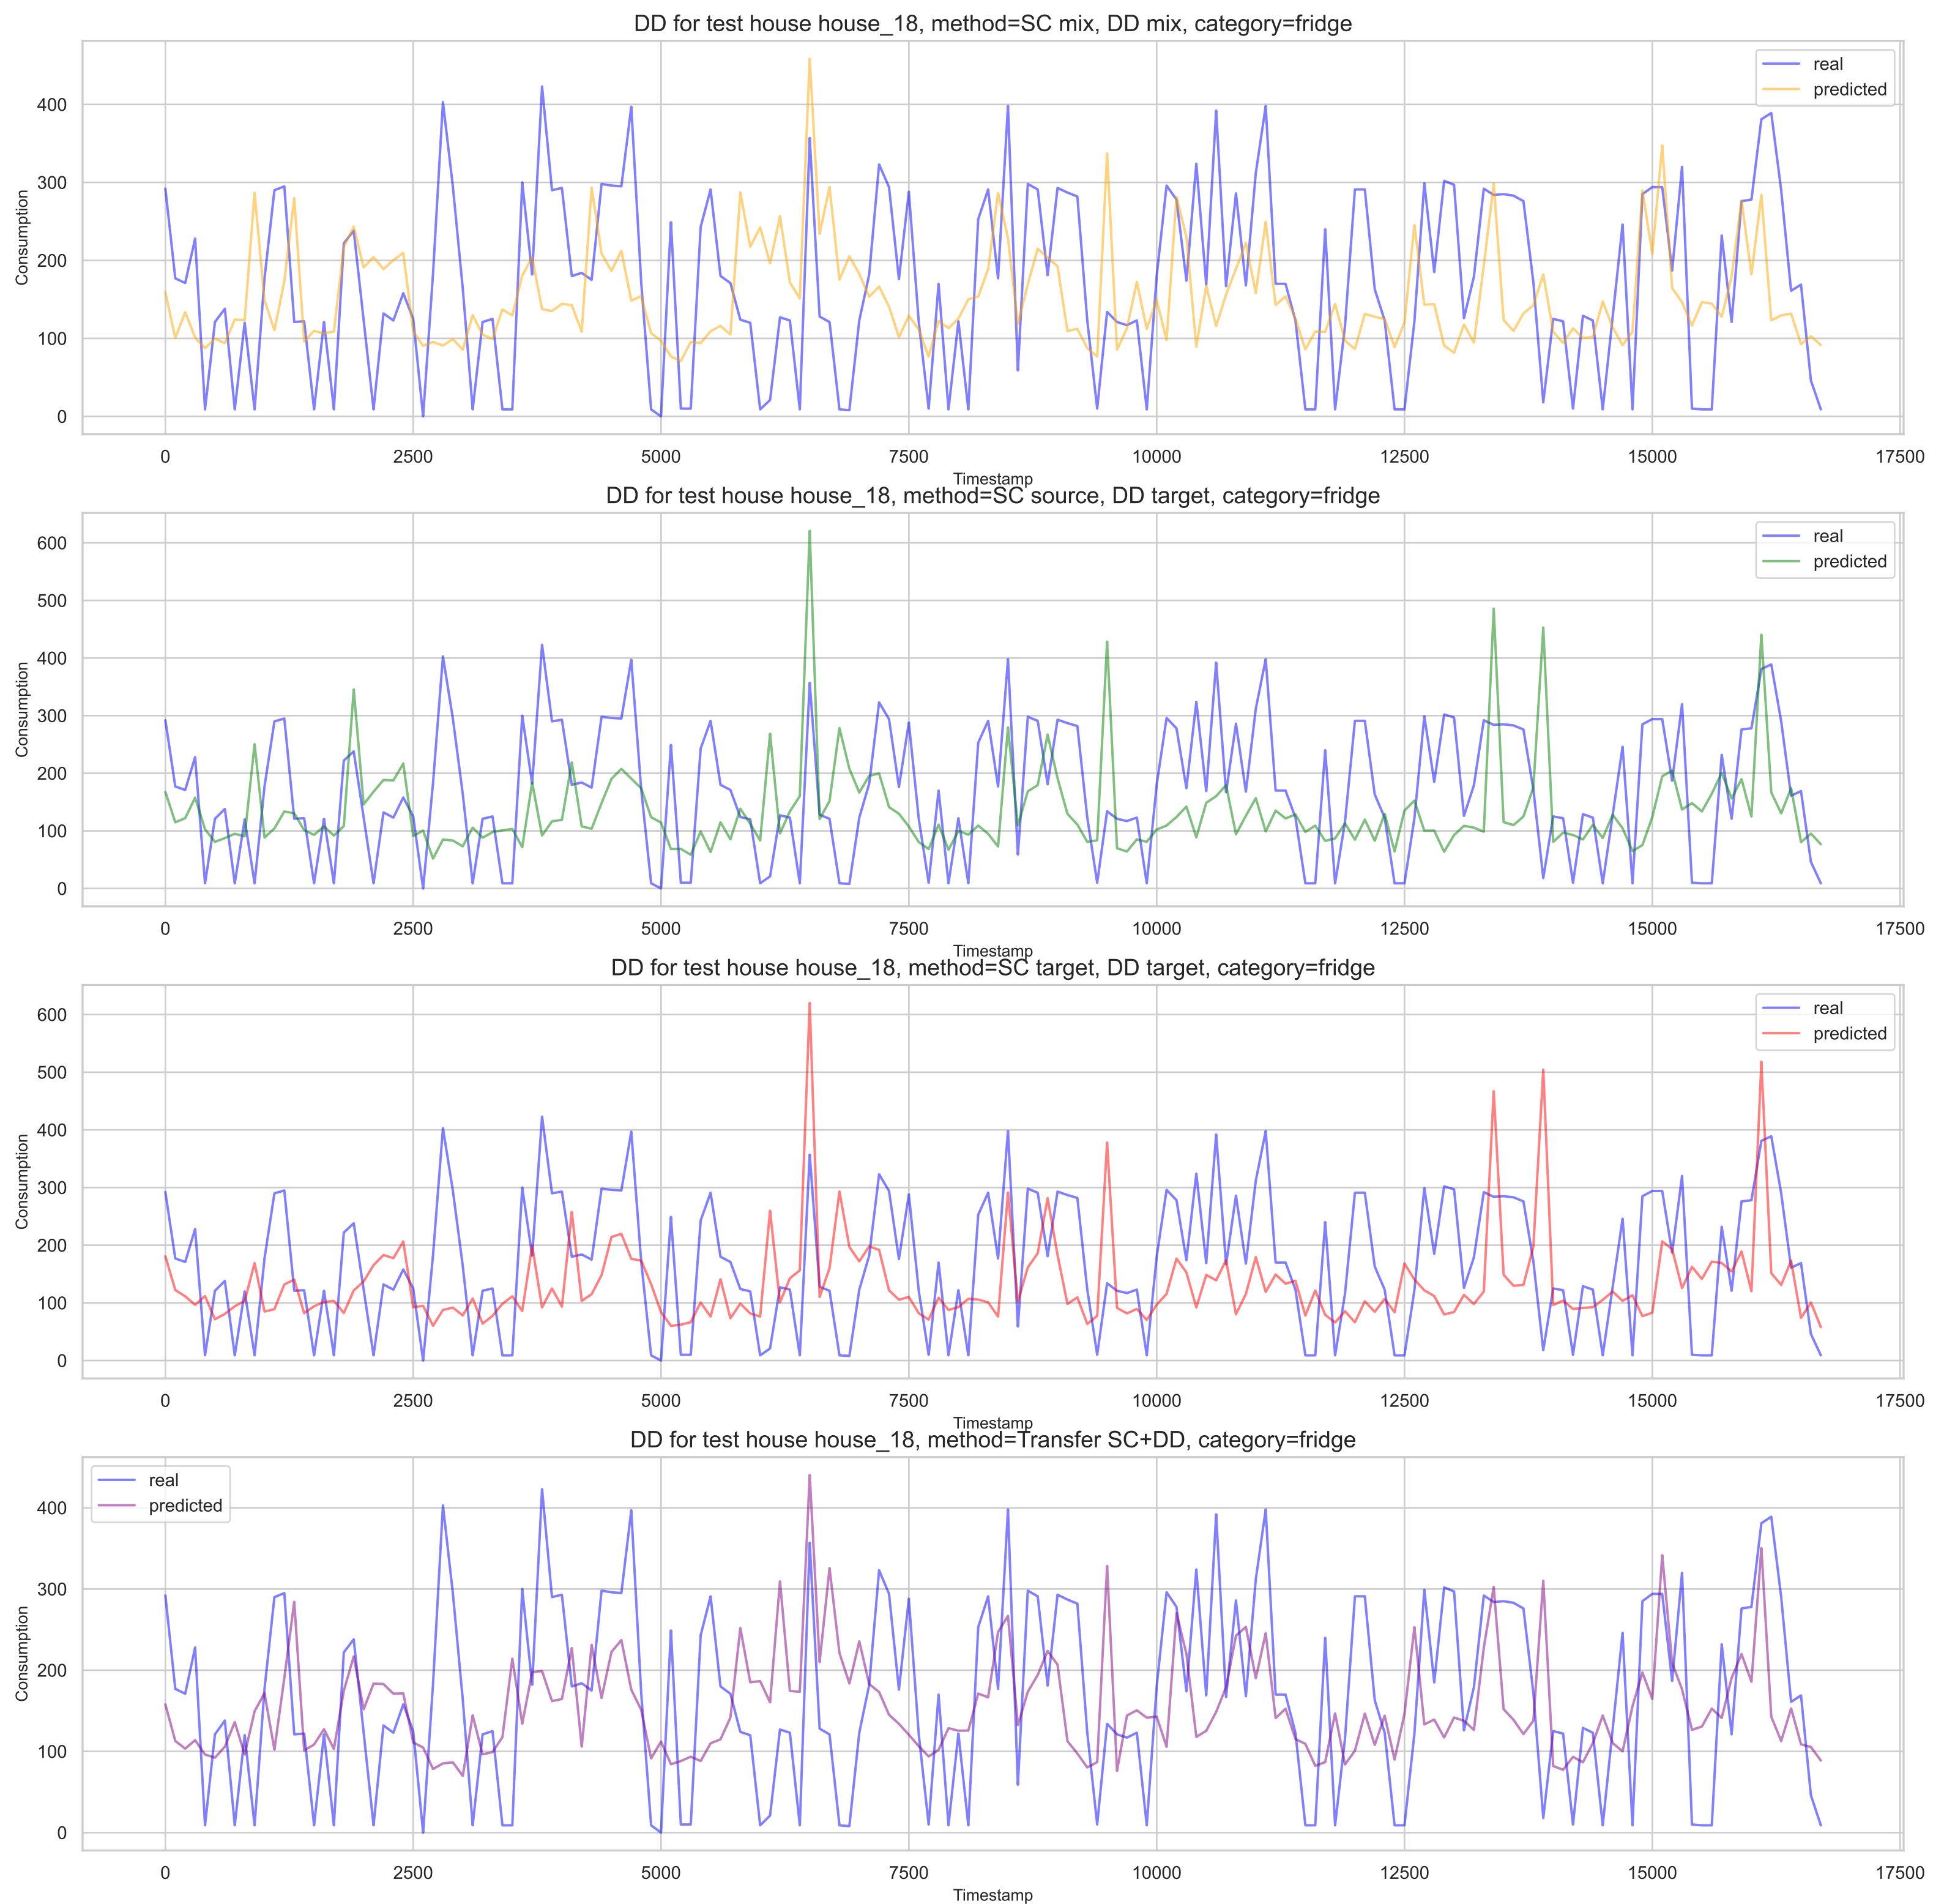 DD for test house house_18, method=SC mix, DD mix, category=fridge
real
predicted
Consumption
400
300
200
100
0
0 2500 5000 7500 10000 12500 15000 17500
Timestamp
DD for test house house_18, method=SC source, DD target, category=fridge
real
predicted
Consumption
600
500
400
300
200
100
0
0 2500 5000 7500 10000 12500 15000 17500
Timestamp
DD for test house house_18, method=SC target, DD target, category=fridge
real
predicted
Consumption
600
500
400
300
200
100
0
0 2500 5000 7500 10000 12500 15000 17500
Timestamp
DD for test house house_18, method=Transfer SC+DD, category=fridge
real
predicted
Consumption
400
300
200
100
0
0 2500 5000 7500 10000 12500 15000 17500
Timestamp